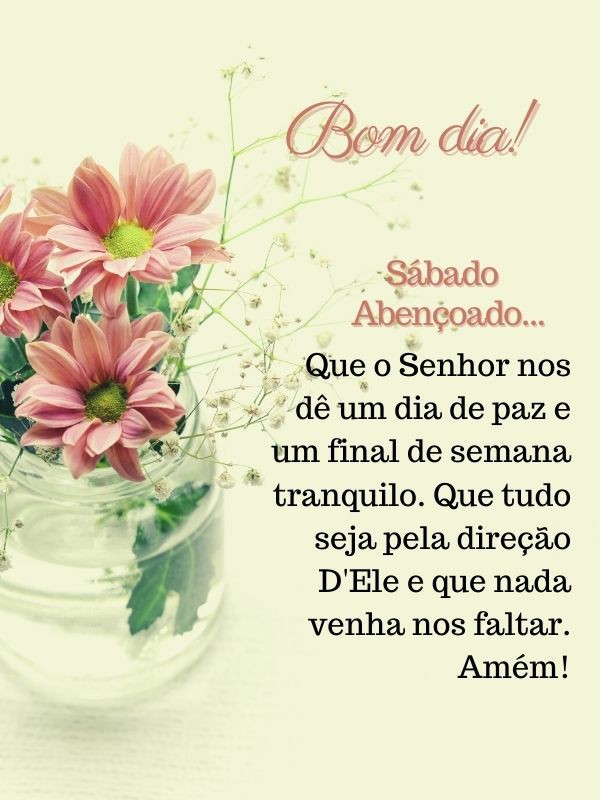 Bom dia!
Sábado
Abençoado...
Que o Senhor nos
dê um dia de paz e
um final de semana
tranquilo. Que tudo
seja pela direção
D'Ele e que nada
venha nos faltar.
Amém!